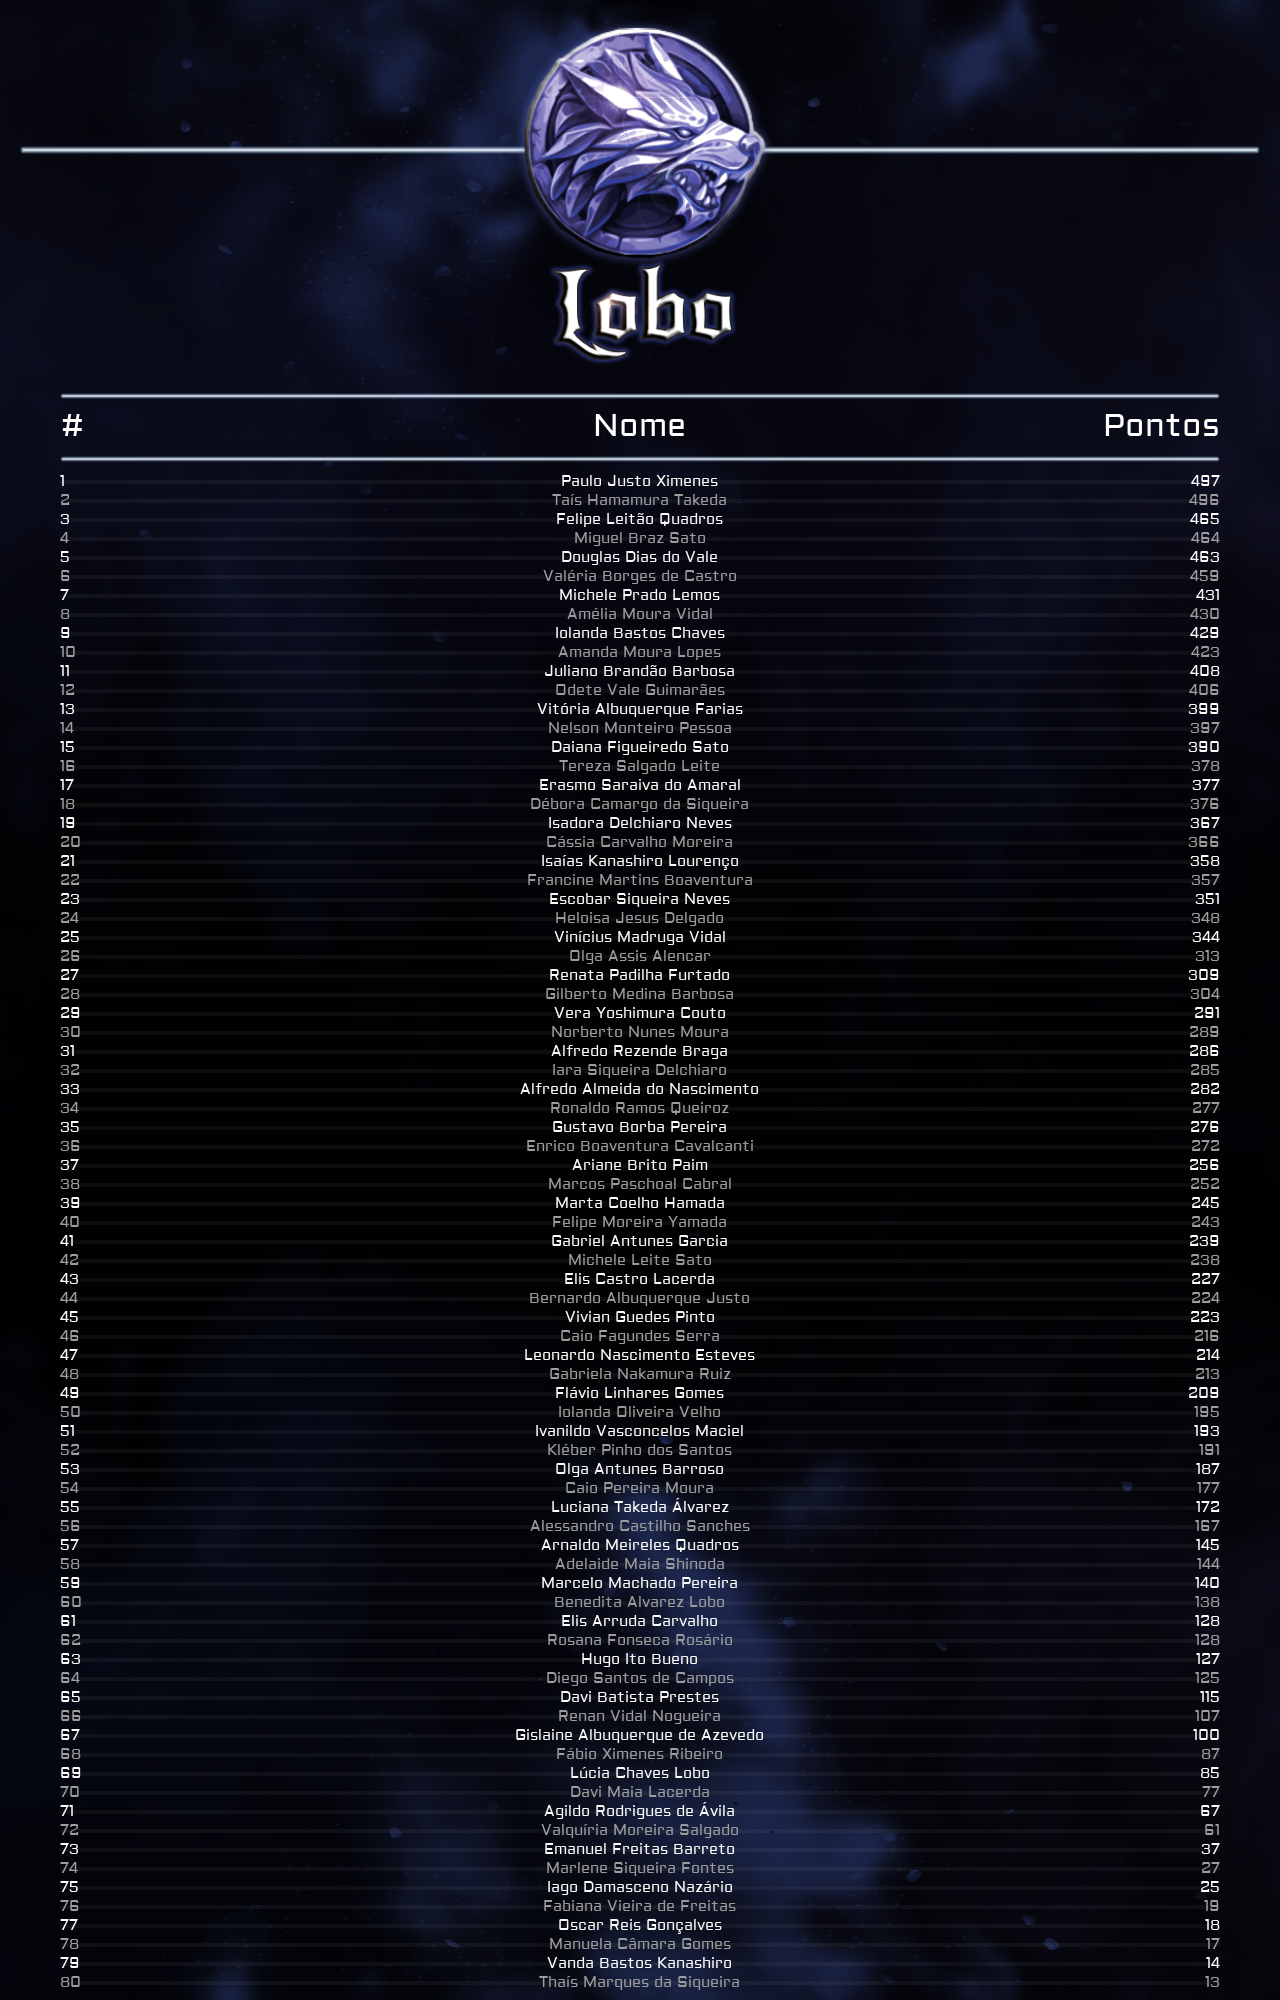 Lobo
# Nome Pontos
1 Paulo Justo Ximenes 497
2 Taís Hamamura Takeda 496
3 Felipe Leitão Quadros 465
4 Miguel Braz Sato 464
5 Douglas Dias do Vale 463
6 Valéria Borges de Castro 459
7 Michele Prado Lemos 431
8 Amélia Moura Vidal 430
9 Iolanda Bastos Chaves 429
10 Amanda Moura Lopes 423
11 Juliano Brandão Barbosa 408
12 Odete Vale Guimarães 406
13 Vitória Albuquerque Farias 399
14 Nelson Monteiro Pessoa 397
15 Daiana Figueiredo Sato 390
16 Tereza Salgado Leite 378
17 Erasmo Saraiva do Amaral 377
18 Débora Camargo da Siqueira 376
19 Isadora Delchiaro Neves 367
20 Cássia Carvalho Moreira 366
21 Isaías Kanashiro Lourenço 358
22 Francine Martins Boaventura 357
23 Escobar Siqueira Neves 351
24 Heloisa Jesus Delgado 348
25 Vinícius Madruga Vidal 344
26 Olga Assis Alencar 313
27 Renata Padilha Furtado 309
28 Gilberto Medina Barbosa 304
29 Vera Yoshimura Couto 291
30 Norberto Nunes Moura 289
31 Alfredo Rezende Braga 286
32 Iara Siqueira Delchiaro 285
33 Alfredo Almeida do Nascimento 282
34 Ronaldo Ramos Queiroz 277
35 Gustavo Borba Pereira 276
36 Enrico Boaventura Cavalcanti 272
37 Ariane Brito Paim 256
38 Marcos Paschoal Cabral 252
39 Marta Coelho Hamada 245
40 Felipe Moreira Yamada 243
41 Gabriel Antunes Garcia 239
42 Michele Leite Sato 238
43 Elis Castro Lacerda 227
44 Bernardo Albuquerque Justo 224
45 Vivian Guedes Pinto 223
46 Caio Fagundes Serra 216
47 Leonardo Nascimento Esteves 214
48 Gabriela Nakamura Ruiz 213
49 Flávio Linhares Gomes 209
50 Iolanda Oliveira Velho 195
51 Ivanildo Vasconcelos Maciel 193
52 Kléber Pinho dos Santos 191
53 Olga Antunes Barroso 187
54 Caio Pereira Moura 177
55 Luciana Takeda Álvarez 172
56 Alessandro Castilho Sanches 167
57 Arnaldo Meireles Quadros 145
58 Adelaide Maia Shinoda 144
59 Marcelo Machado Pereira 140
60 Benedita Alvarez Lobo 138
61 Elis Arruda Carvalho 128
62 Rosana Fonseca Rosário 128
63 Hugo Ito Bueno 127
64 Diego Santos de Campos 125
65 Davi Batista Prestes 115
66 Renan Vidal Nogueira 107
67 Gislaine Albuquerque de Azevedo 100
68 Fábio Ximenes Ribeiro 87
69 Lúcia Chaves Lobo 85
70 Davi Maia Lacerda 77
71 Agildo Rodrigues de Ávila 67
72 Valquíria Moreira Salgado 61
73 Emanuel Freitas Barreto 37
74 Marlene Siqueira Fontes 27
75 Iago Damasceno Nazário 25
76 Fabiana Vieira de Freitas 19
77 Oscar Reis Gonçalves 18
78 Manuela Câmara Gomes 17
79 Vanda Bastos Kanashiro 14
80 Thaís Marques da Siqueira 13